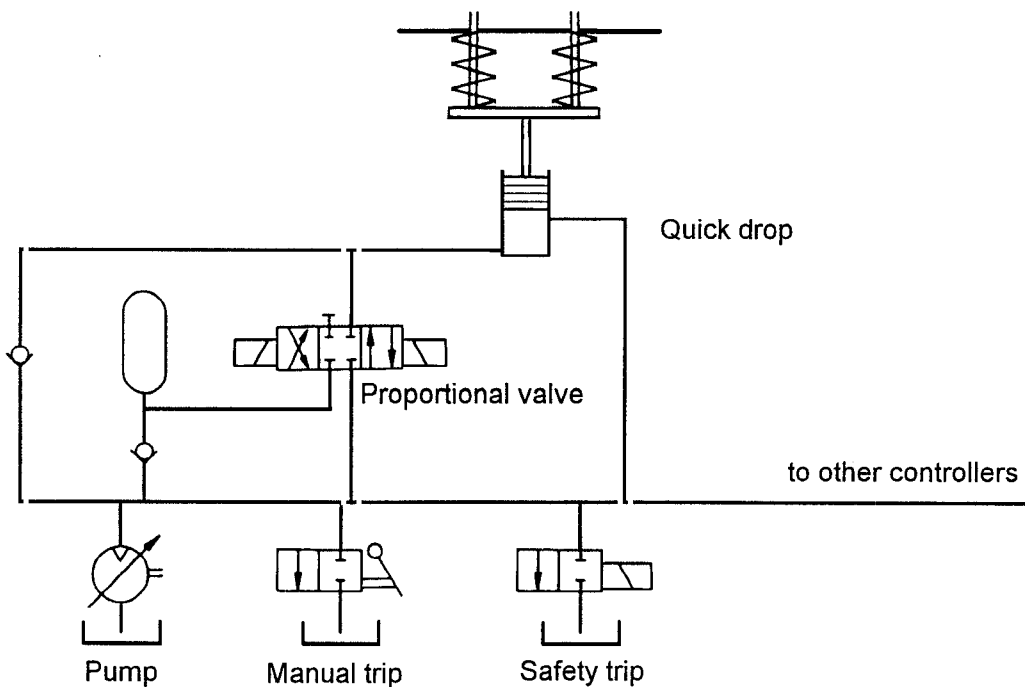 Quick drop
Proportional valve
to other controllers
Pump
Manual trip
Safety trip